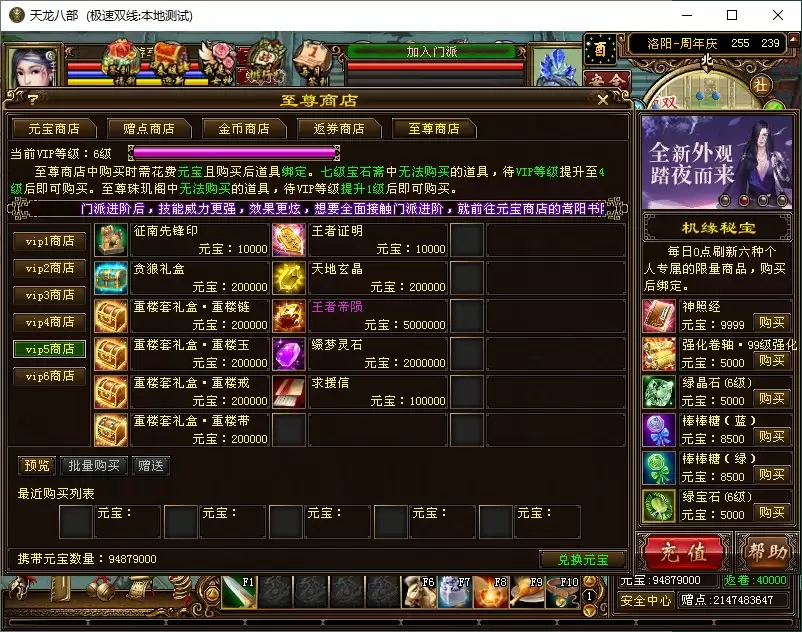 天龙八部 (极速双线:本地测试)
加入门派
酉
洛阳-周年庆 255 239
北
安全
社
双
?
至尊商店
元宝商店
赠点商店
金币商店
返券商店
至尊商店
当前VIP等级：6级
至尊商店中购买时需花费元宝且购买后道具绑定。七级宝石斋中无法购买的道具，待VIP等级提升至4
级后即可购买。至尊珠玑阁中无法购买的道具，待VIP等级提升1级后即可购买。
门派进阶后，技能威力更强，效果更炫，想要全面接触门派进阶，就前往元宝商店的嵩阳书
vip1商店
vip2商店
vip3商店
vip4商店
vip5商店
vip6商店
征南先锋印
元宝：10000
王者证明
元宝：10000
贪狼礼盒
元宝：200000
天地玄晶
元宝：200000
重楼套礼盒·重楼链
元宝：200000
王者帝陨
元宝：5000000
重楼套礼盒·重楼玉
元宝：200000
缀梦灵石
元宝：2000000
重楼套礼盒·重楼戒
元宝：200000
求援信
元宝：100000
重楼套礼盒·重楼带
元宝：200000
预览
批量购买
赠送
最近购买列表
元宝：
元宝：
元宝：
元宝：
元宝：
携带元宝数量：94879000
兑换元宝
全新外观
踏夜而来
机缘秘宝
每日0点刷新六种个
人专属的限量商品，购买
后绑定。
神照经
元宝：9999
购买
强化卷轴·99级强化
元宝：5000
购买
绿晶石(6级)
元宝：5000
购买
棒棒糖（蓝）
元宝：8500
购买
棒棒糖（绿）
元宝：8500
购买
绿宝石(6级)
元宝：5000
购买
充值
帮助
F1
F6
F7
F8
F9
F10
1
元宝:94879000
返卷:40000
安全中心
赠点:2147483647